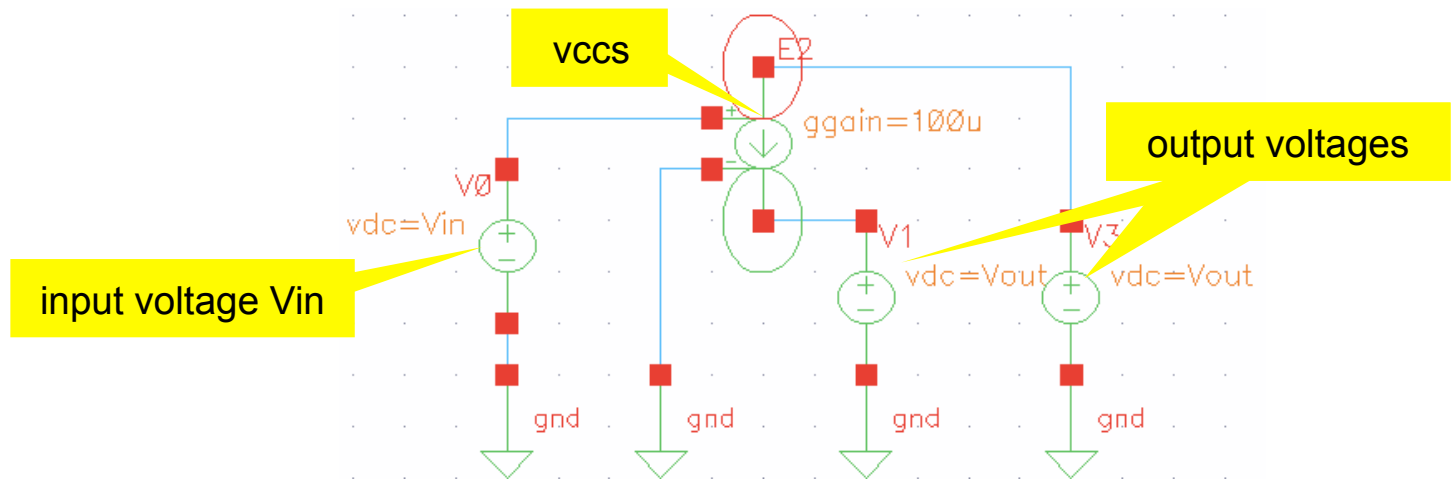 vccs
E2
+
ggain=100u
-
output voltages
V0
vdc=Vin
+
-
input voltage Vin
V1
vdc=Vout
+
-
V3
vdc=Vout
+
-
gnd
gnd
gnd
gnd